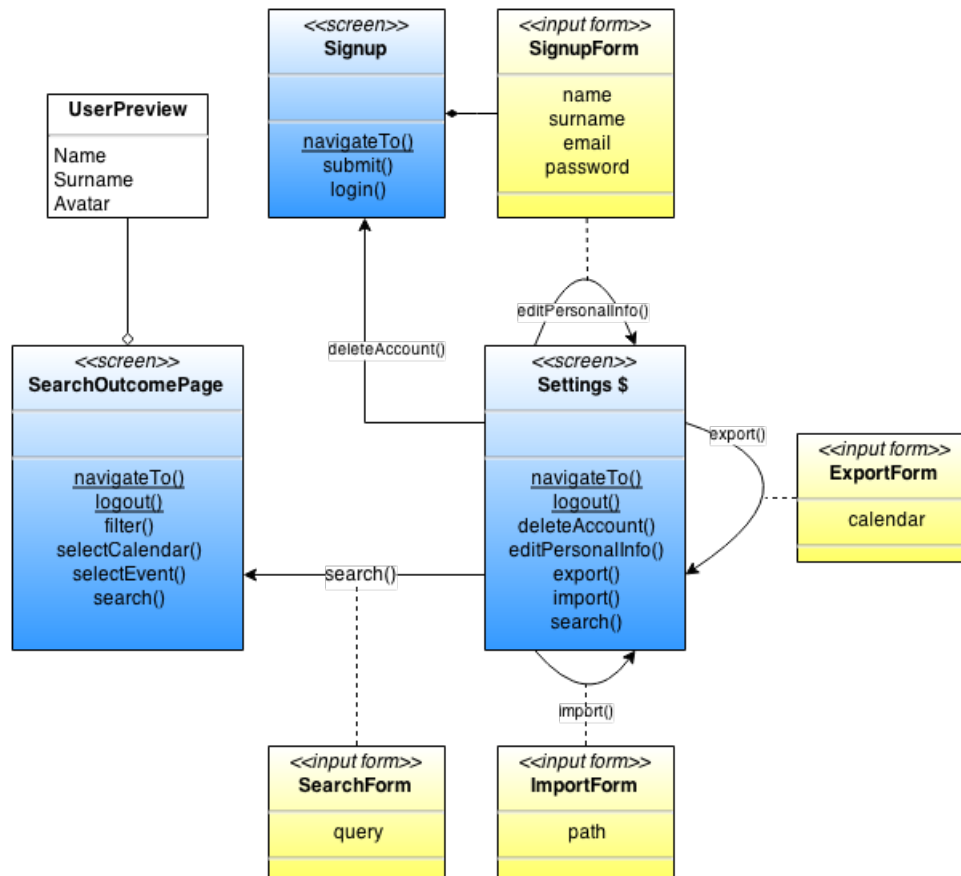 <<screen>>
Signup
navigateTo()
submit()
login()
<<input form>>
SignupForm
name
surname
email
password
UserPreview
Name
Surname
Avatar
editPersonalInfo()
deleteAccount()
<<screen>>
SearchOutcomePage
navigateTo()
logout()
filter()
selectCalendar()
selectEvent()
search()
<<screen>>
Settings $
navigateTo()
logout()
deleteAccount()
editPersonalInfo()
export()
import()
search()
export()
<<input form>>
ExportForm
calendar
search()
import()
<<input form>>
SearchForm
query
<<input form>>
ImportForm
path